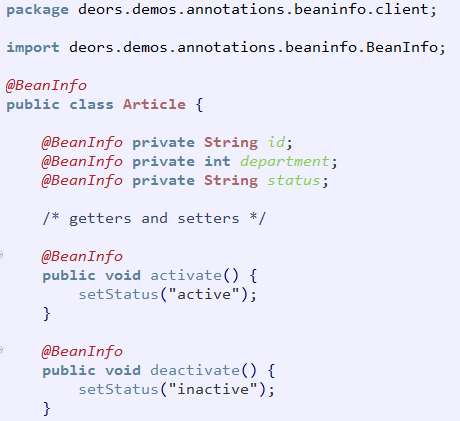 package deors.demos.annotations.beaninfo.client;
import deors.demos.annotations.beaninfo.BeanInfo;
@BeanInfo
public class Article {
@BeanInfo private String id;
@BeanInfo private int department;
@BeanInfo private String status;
/* getters and setters */
@BeanInfo
public void activate() {
setStatus("active");
}
@BeanInfo
public void deactivate() {
setStatus("inactive");
}